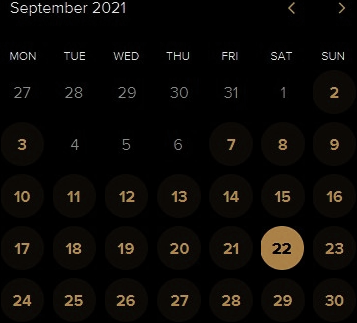 September 2021
MON TUE WED THU FRI SAT SUN
27 28 29 30 31 1 2
3 4 5 6 7 8 9
10 11 12 13 14 15 16
17 18 19 20 21 22 23
24 25 26 27 28 29 30